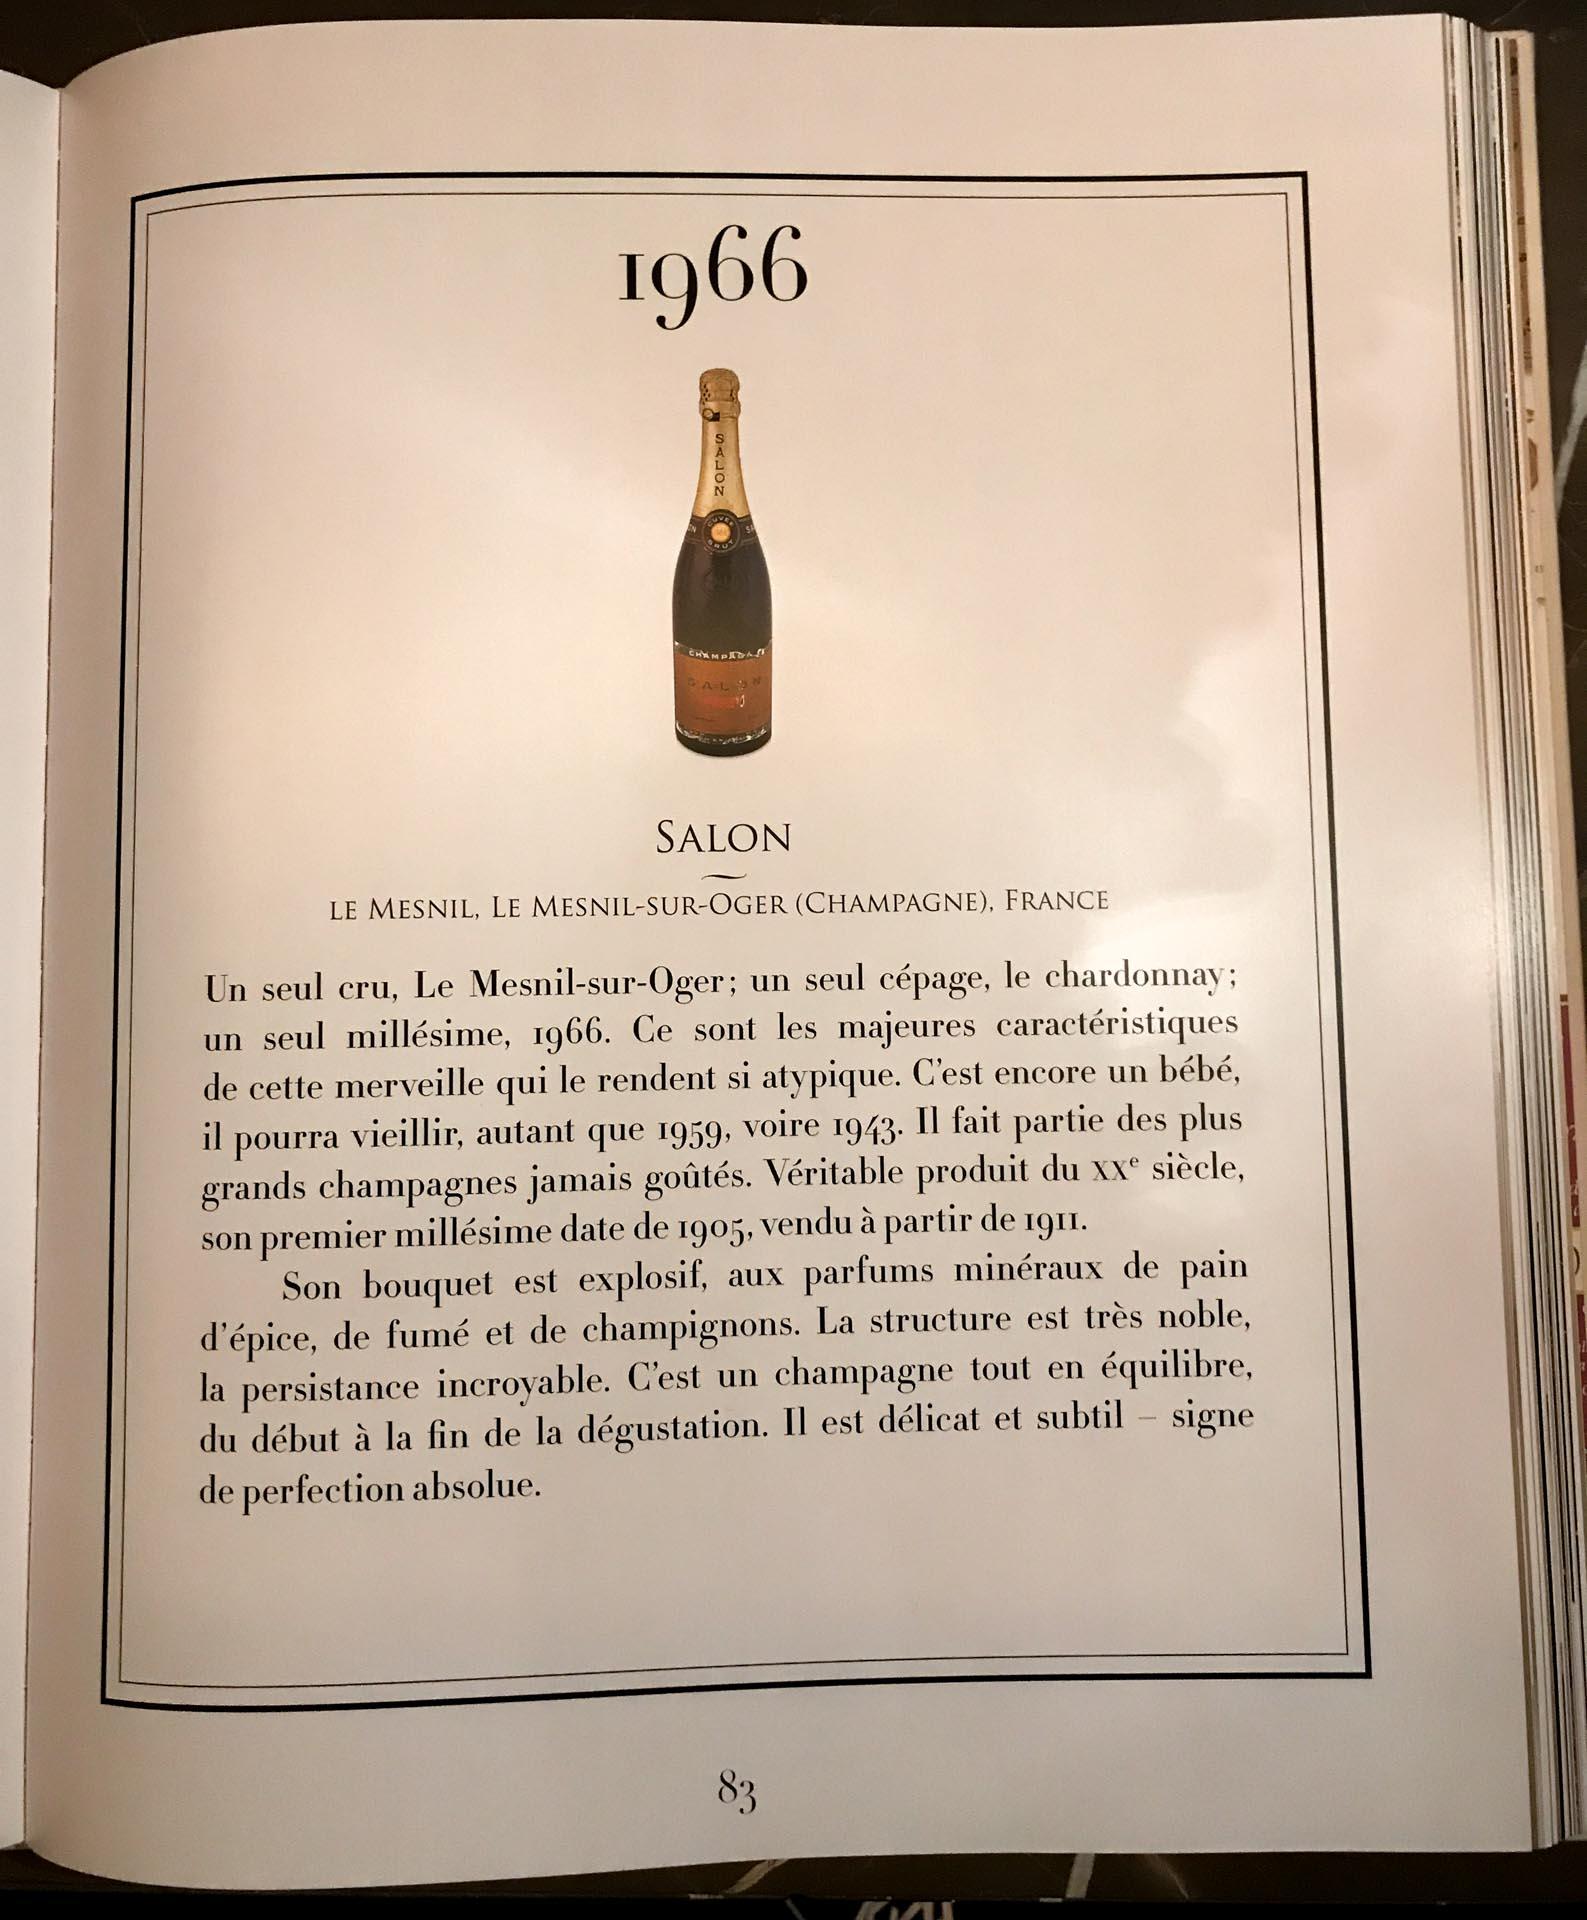 1966
SALON
CUVÉE
BRUT
CHAMPAGNE
SALON
SALON
LE MESNIL, LE MESNIL-SUR-OGER (CHAMPAGNE), FRANCE
Un seul cru, Le Mesnil-sur-Oger ; un seul cépage, le chardonnay ;
un seul millésime, 1966. Ce sont les majeures caractéristiques
de cette merveille qui le rendent si atypique. C’est encore un bébé,
il pourra vieillir, autant que 1959, voire 1943. Il fait partie des plus
grands champagnes jamais goûtés. Véritable produit du XXe siècle,
son premier millésime date de 1905, vendu à partir de 1911.
Son bouquet est explosif, aux parfums minéraux de pain
d’épice, de fumé et de champignons. La structure est très noble,
la persistance incroyable. C’est un champagne tout en équilibre,
du début à la fin de la dégustation. Il est délicat et subtil – signe
de perfection absolue.
83